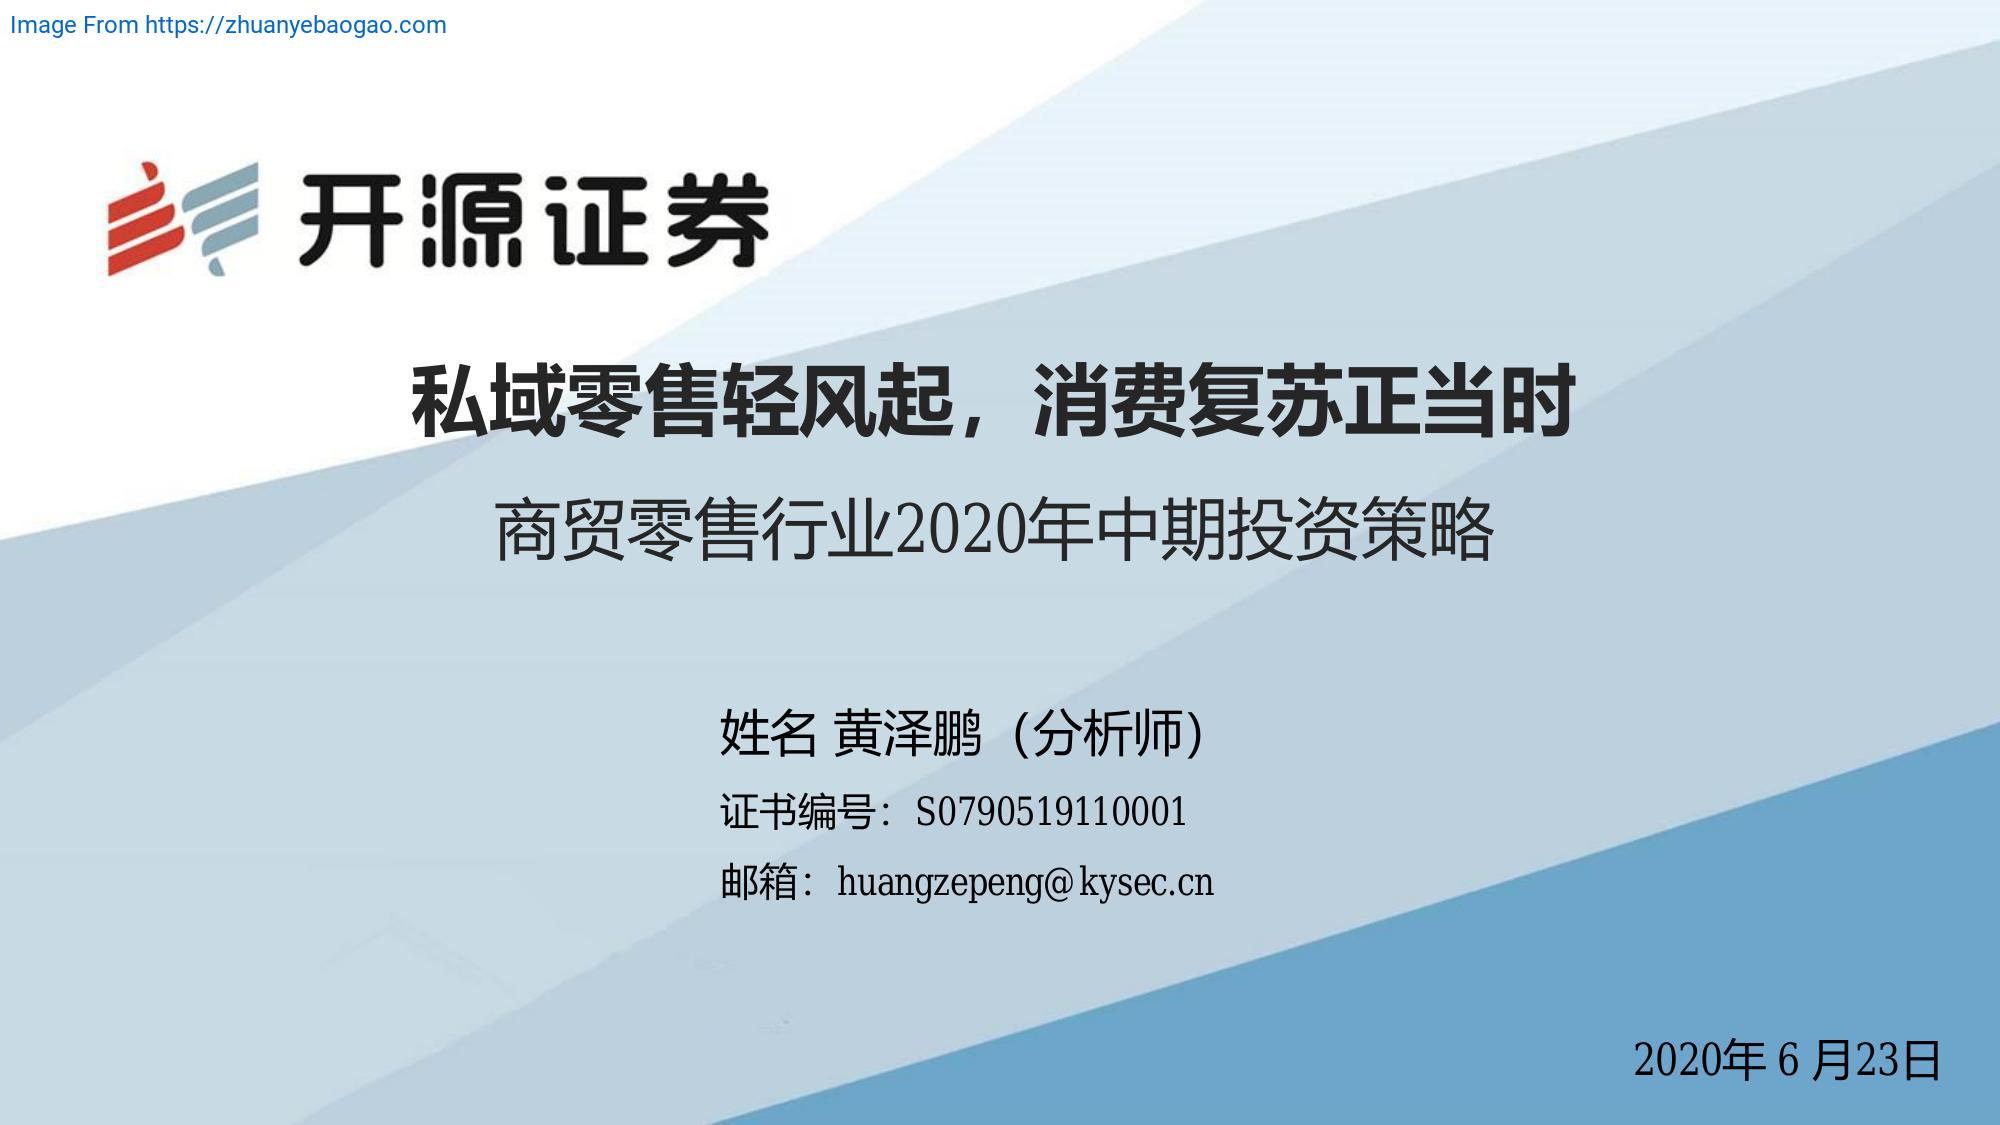 Image From https://zhuanyebaogao.com
开源证券
私域零售轻风起，消费复苏正当时
商贸零售行业2020年中期投资策略
姓名 黄泽鹏（分析师）
证书编号：S0790519110001
邮箱：huangzepeng@kysec.cn
2020年 6 月23日